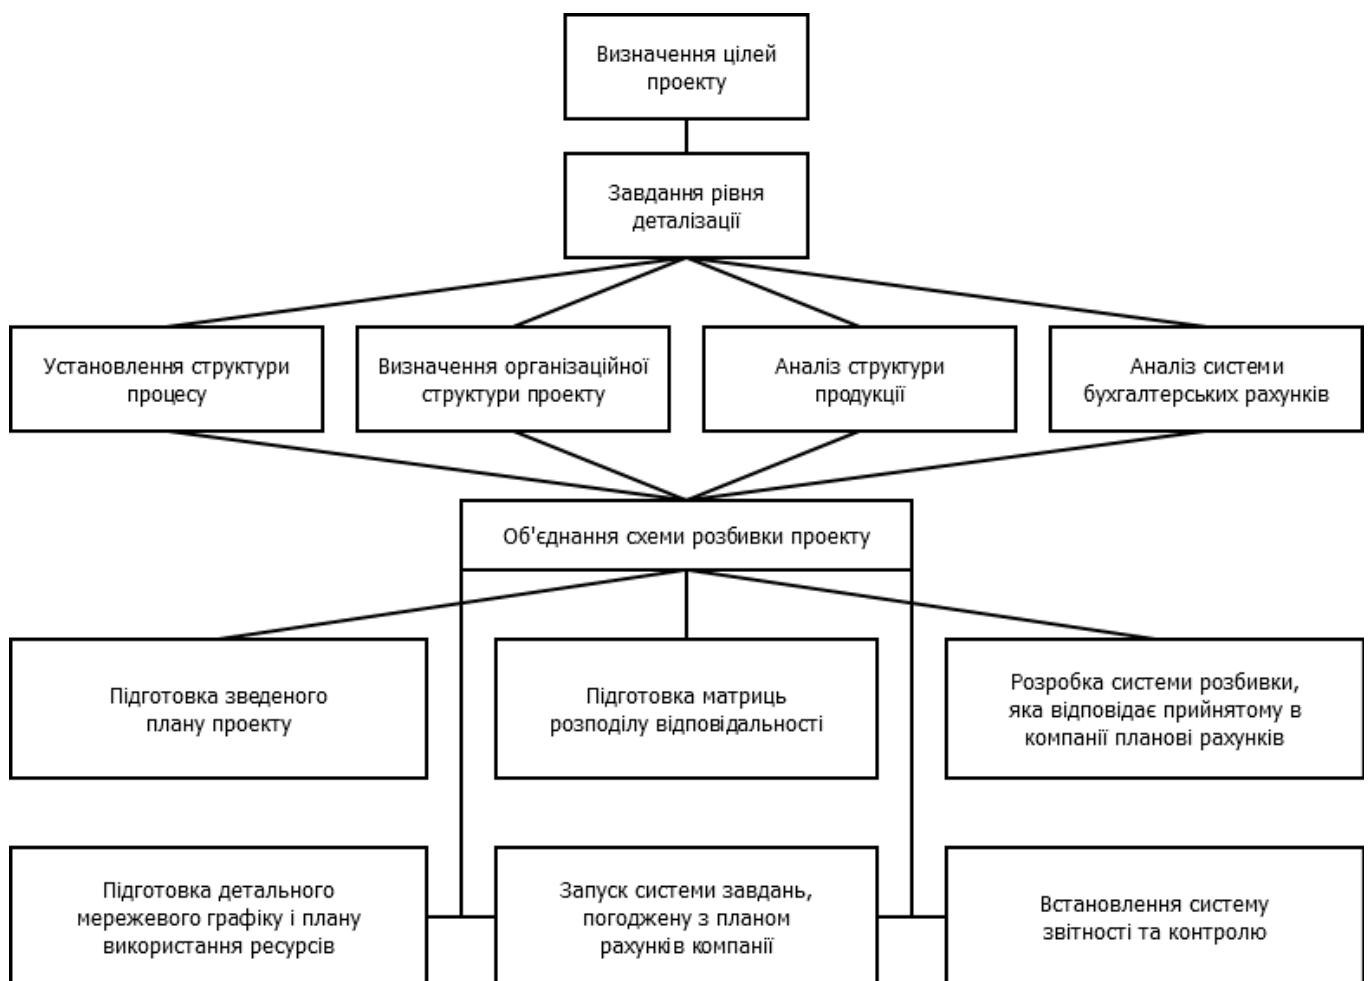 Визначення цілей
проекту
Завдання рівня
деталізації
Установлення структури
процесу
Визначення організаційної
структури проекту
Аналіз структури
продукції
Аналіз системи
бухгалтерських рахунків
Об'єднання схеми розбивки проекту
Підготовка зведеного
плану проекту
Підготовка матриць
розподілу відповідальності
Розробка системи розбивки,
яка відповідає прийнятому в
компанії планові рахунків
Підготовка детального
мережевого графіку і плану
використання ресурсів
Запуск системи завдань,
погоджену з планом
рахунків компанії
Встановлення систему
звітності та контролю